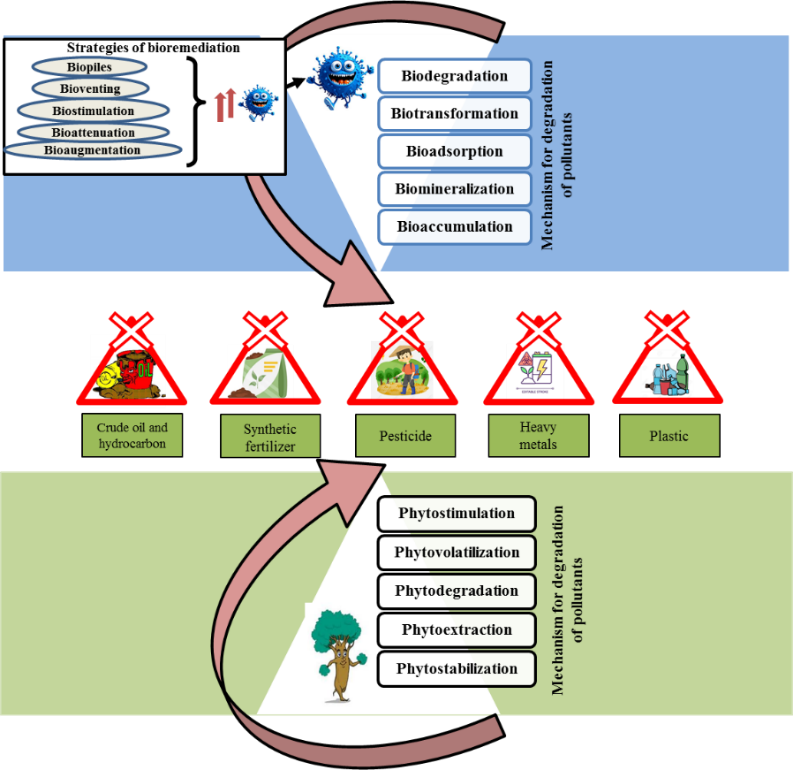 Strategies of bioremediation
Biopiles
Bioventing
Biostimulation
Bioattenuation
Bioaugmentation
Biodegradation
Biotransformation
Bioadsorption
Biomineralization
Bioaccumulation
Mechanism for degradation
of pollutants
Crude oil and
hydrocarbon
Synthetic
fertilizer
Pesticide
Heavy
metals
Plastic
Phytostimulation
Phytovolatilization
Phytodegradation
Phytoextraction
Phytostabilization
Mechanism for degradation
of pollutants